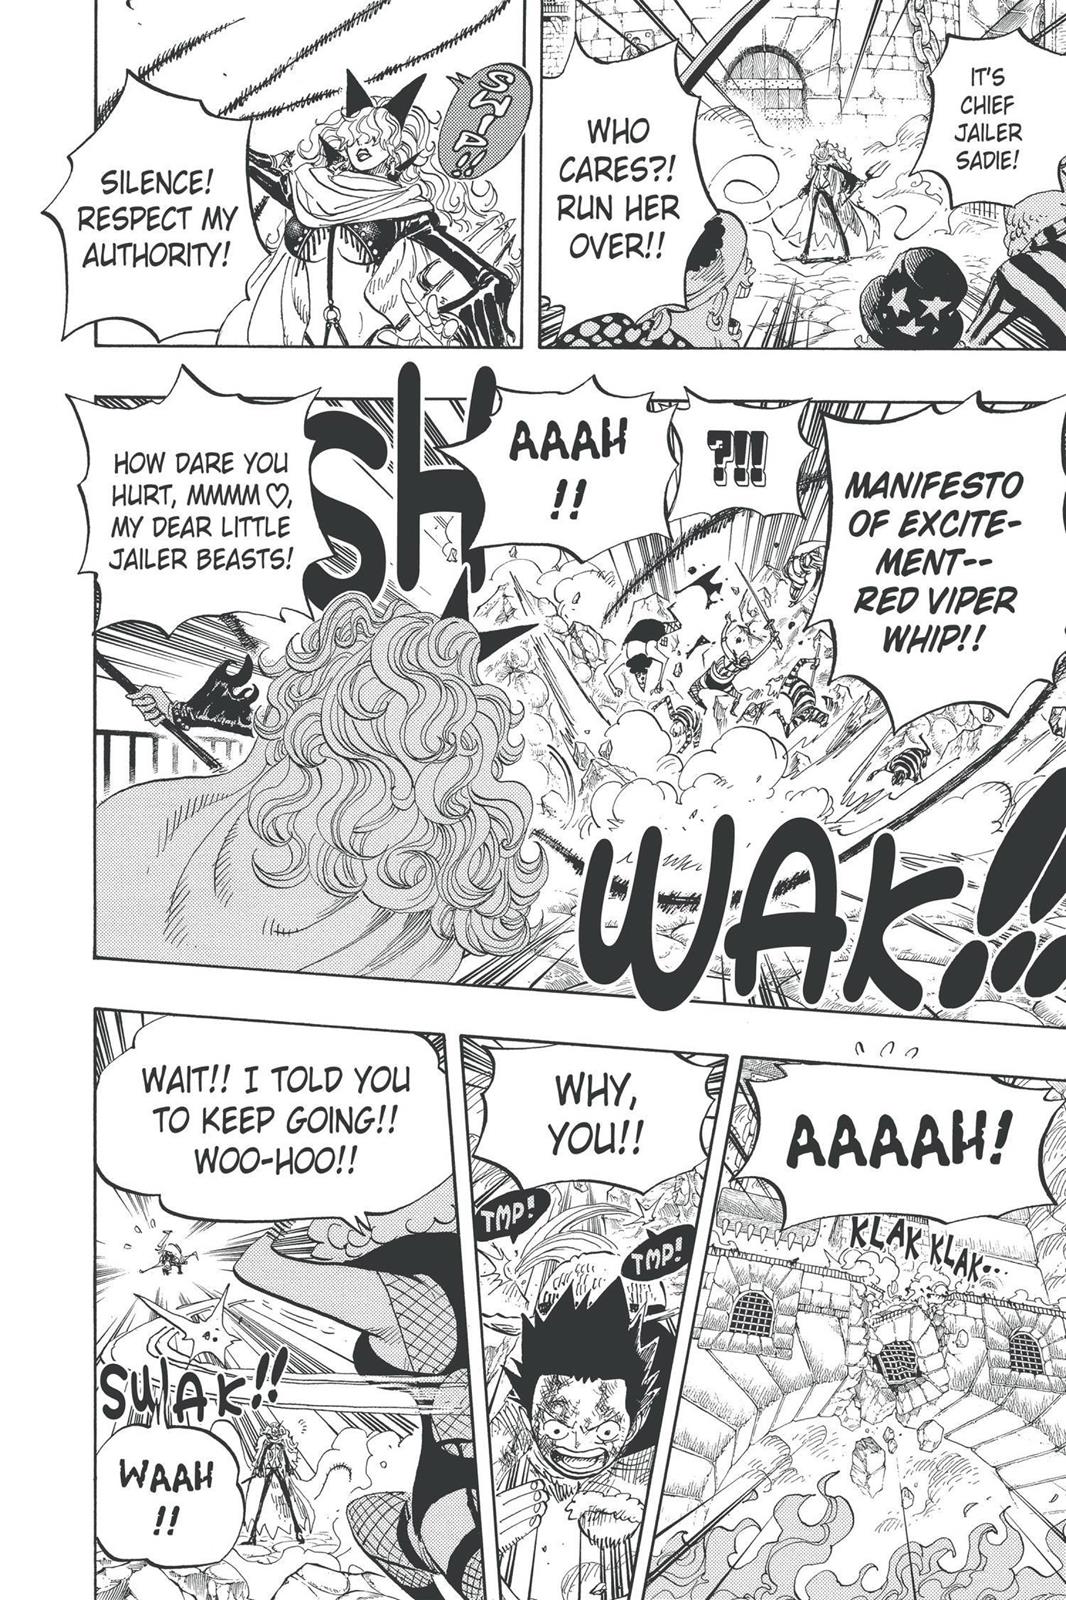 IT'S
CHIEF
JAILER
SADIE!
WHO
CARES?!
RUN HER
OVER!!
SWIP!!
SILENCE!
RESPECT MY
AUTHORITY!
MANIFESTO
OF EXCITE-
MENT--
RED VIPER
WHIP!!
?!!
AAAH
!!
SH
WAK!!
HOW DARE YOU
HURT, MMMM♡,
MY DEAR LITTLE
JAILER BEASTS!
AAAAH!
KLAK KLAK...
WHY,
YOU!!
TMP!
TMP!
WAIT!! I TOLD YOU
TO KEEP GOING!!
WOO-HOO!!
SWAK!!
WAAH
!!